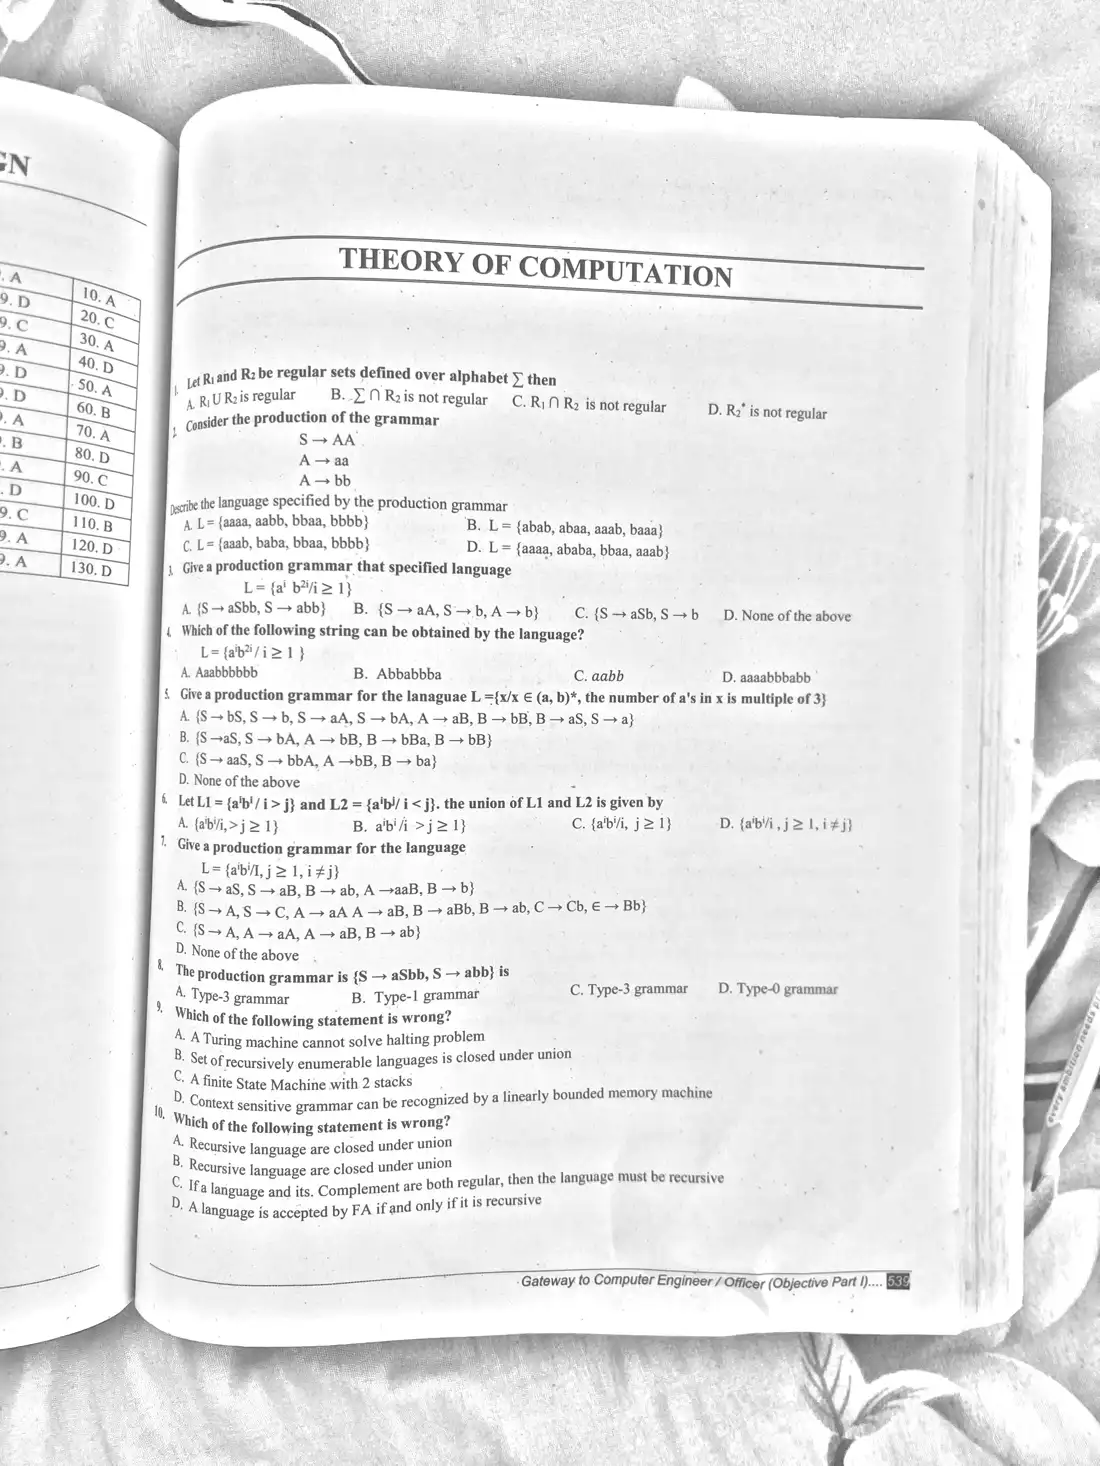 GN
. A 10. A
9. D 20. C
9. C 30. A
9. A 40. D
9. D 50. A
9. D 60. B
. A 70. A
. B 80. D
. A 90. C
. D 100. D
9. C 110. B
9. A 120. D
9. A 130. D
THEORY OF COMPUTATION
1. Let R₁ and R₂ be regular sets defined over alphabet ∑ then
A. R₁ U R₂ is regular B. ∑ ∩ R₂ is not regular C. R₁ ∩ R₂ is not regular D. R₂* is not regular
2. Consider the production of the grammar
S → AA
A → aa
A → bb
Describe the language specified by the production grammar
A. L = {aaaa, aabb, bbaa, bbbb} B. L = {abab, abaa, aaab, baaa}
C. L = {aaab, baba, bbaa, bbbb} D. L = {aaaa, ababa, bbaa, aaab}
3. Give a production grammar that specified language
L = {aⁱ b²ⁱ/i ≥ 1}
A. {S → aSbb, S → abb} B. {S → aA, S → b, A → b} C. {S → aSb, S → b D. None of the above
4. Which of the following string can be obtained by the language?
L = {aⁱb²ⁱ / i ≥ 1 }
A. Aaabbbbbb B. Abbabbba C. aabb D. aaaabbbabb
5. Give a production grammar for the lanaguae L ={x/x ∈ (a, b)*, the number of a's in x is multiple of 3}
A. {S → bS, S → b, S → aA, S → bA, A → aB, B → bB, B → aS, S → a}
B. {S →aS, S → bA, A → bB, B → bBa, B → bB}
C. {S → aaS, S → bbA, A →bB, B → ba}
D. None of the above
6. Let L1 = {aⁱbⁱ / i > j} and L2 = {aⁱbʲ/ i < j}. the union of L1 and L2 is given by
A. {aⁱbⁱ/i,>j ≥ 1} B. aⁱbⁱ /i >j ≥ 1} C. {aⁱbⁱ/i, j ≥ 1} D. {aⁱbⁱ/i , j ≥ 1, i ≠ j}
7. Give a production grammar for the language
L = {aⁱbⁱ/I, j ≥ 1, i ≠ j}
A. {S → aS, S → aB, B → ab, A →aaB, B → b}
B. {S → A, S → C, A → aA A → aB, B → aBb, B → ab, C → Cb, ∈ → Bb}
C. {S → A, A → aA, A → aB, B → ab}
D. None of the above
8. The production grammar is {S → aSbb, S → abb} is
A. Type-3 grammar B. Type-1 grammar C. Type-3 grammar D. Type-0 grammar
9. Which of the following statement is wrong?
A. A Turing machine cannot solve halting problem
B. Set of recursively enumerable languages is closed under union
C. A finite State Machine with 2 stacks
D. Context sensitive grammar can be recognized by a linearly bounded memory machine
10. Which of the following statement is wrong?
A. Recursive language are closed under union
B. Recursive language are closed under union
C. If a language and its. Complement are both regular, then the language must be recursive
D. A language is accepted by FA if and only if it is recursive
Gateway to Computer Engineer / Officer (Objective Part I).... 539
every ambition needs